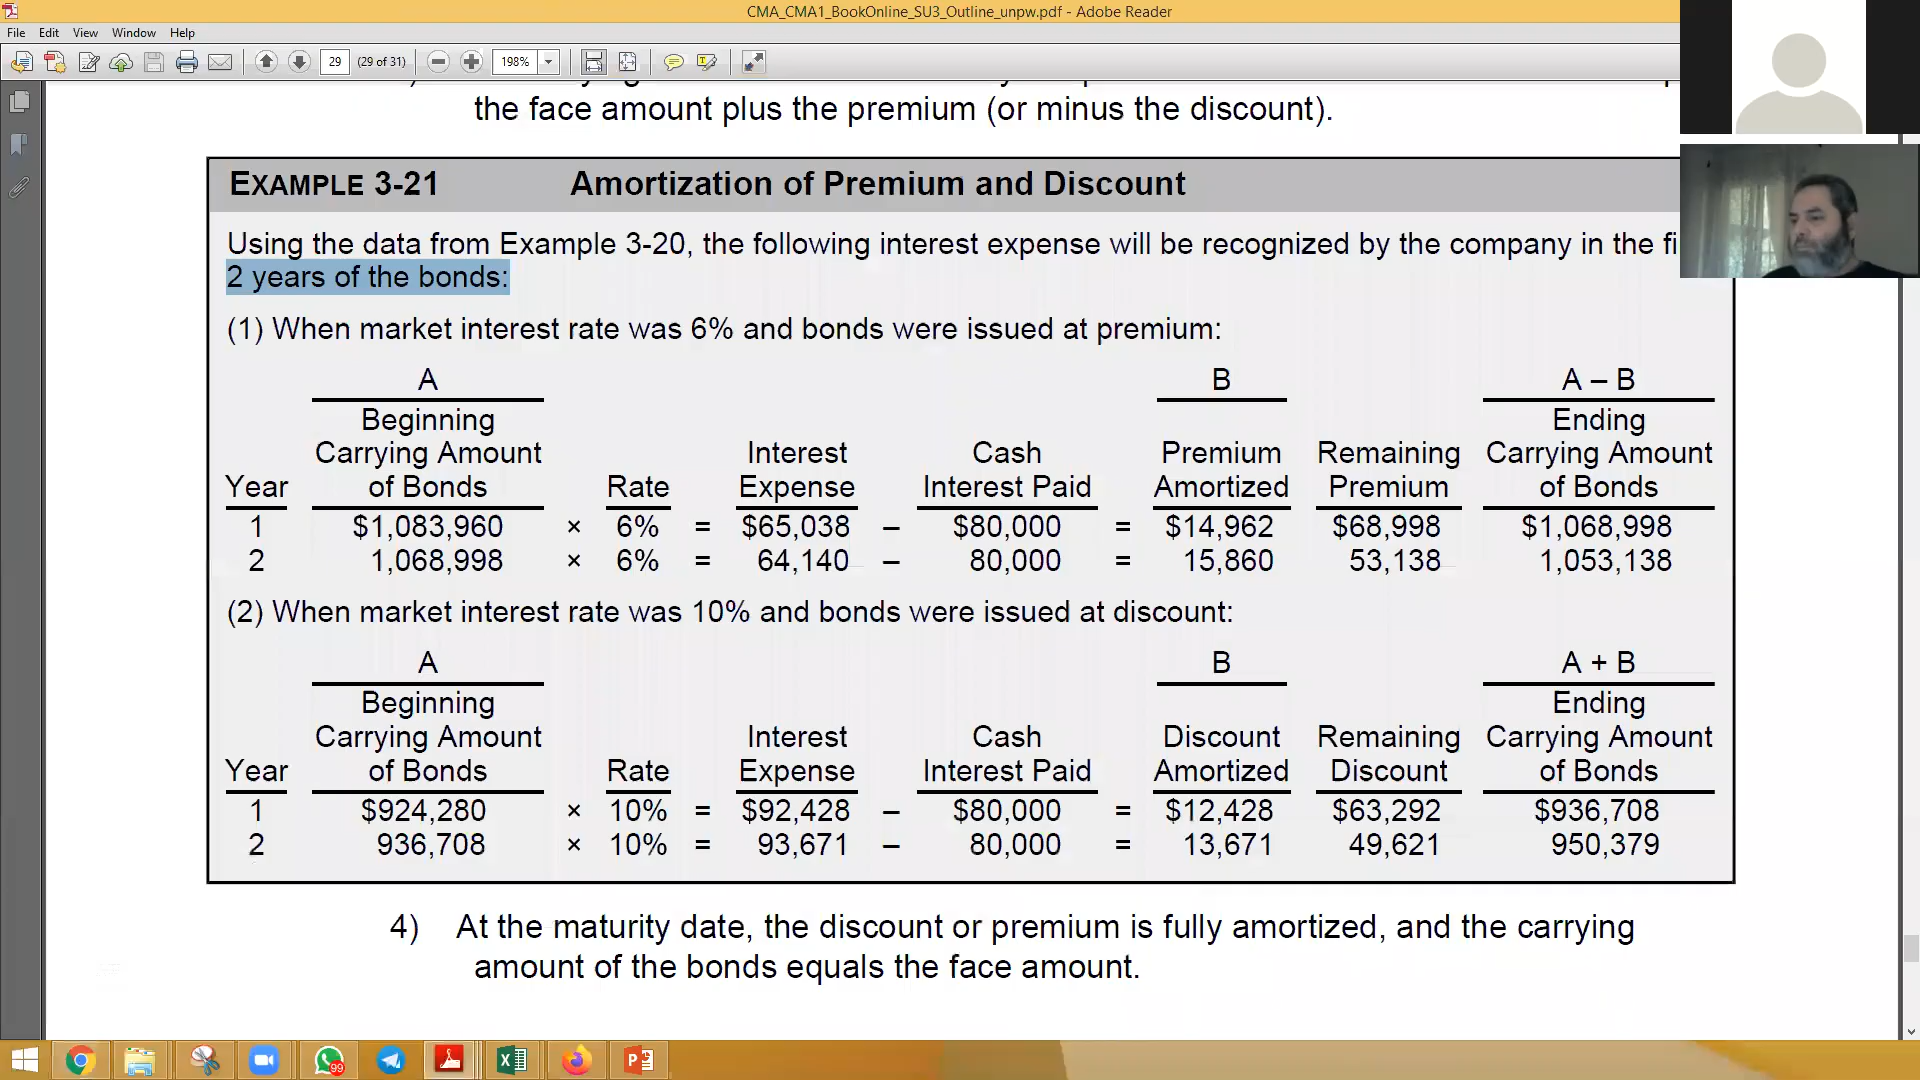 CMA_CMA1_BookOnline_SU3_Outline_unpw.pdf - Adobe Reader
File Edit View Window Help
29 (29 of 31) 198%
the face amount plus the premium (or minus the discount).
EXAMPLE 3-21 Amortization of Premium and Discount
Using the data from Example 3-20, the following interest expense will be recognized by the company in the
2 years of the bonds:
(1) When market interest rate was 6% and bonds were issued at premium:
A B A – B
Beginning Ending
Carrying Amount Interest Cash Premium Remaining Carrying Amount
Year of Bonds Rate Expense Interest Paid Amortized Premium of Bonds
1 $1,083,960 × 6% = $65,038 – $80,000 = $14,962 $68,998 $1,068,998
2 1,068,998 × 6% = 64,140 – 80,000 = 15,860 53,138 1,053,138
(2) When market interest rate was 10% and bonds were issued at discount:
A B A + B
Beginning Ending
Carrying Amount Interest Cash Discount Remaining Carrying Amount
Year of Bonds Rate Expense Interest Paid Amortized Discount of Bonds
1 $924,280 × 10% = $92,428 – $80,000 = $12,428 $63,292 $936,708
2 936,708 × 10% = 93,671 – 80,000 = 13,671 49,621 950,379
4) At the maturity date, the discount or premium is fully amortized, and the carrying
amount of the bonds equals the face amount.
99